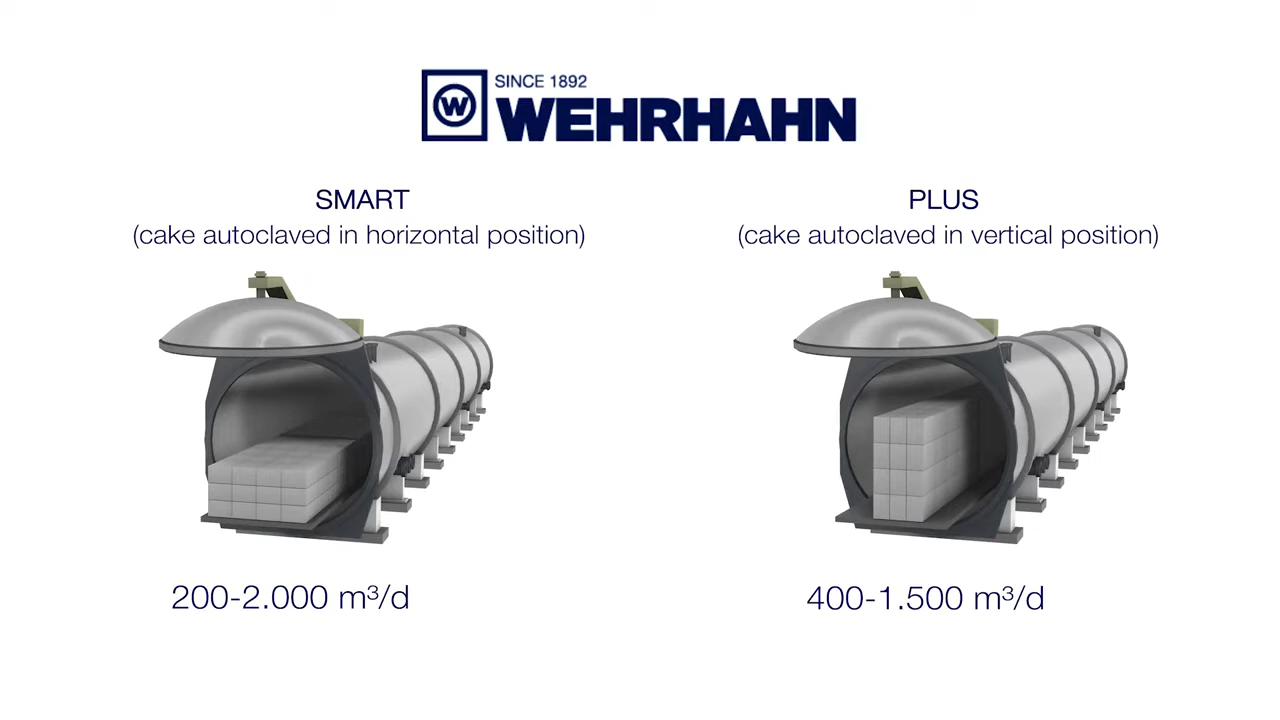 W
SINCE 1892
WEHRHAHN
SMART
(cake autoclaved in horizontal position)
200-2.000 m³/d
PLUS
(cake autoclaved in vertical position)
400-1.500 m³/d